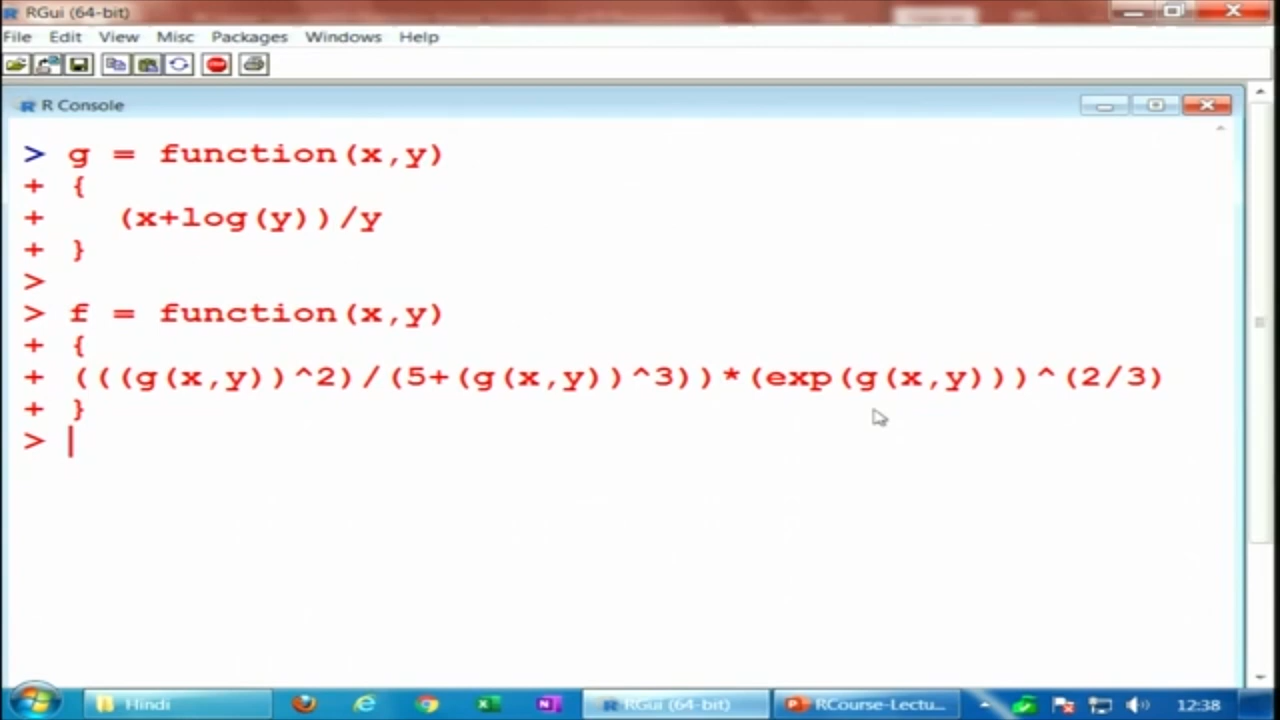 RGui (64-bit)
File Edit View Misc Packages Windows Help
STOP
R Console
> g = function(x,y)
+ {
+ (x+log(y))/y
+ }
>
> f = function(x,y)
+ {
+ (((g(x,y))^2)/(5+(g(x,y))^3))*(exp(g(x,y)))^(2/3)
+ }
>
Hindi RGui (64-bit) RCourse-Lectu... 12:38